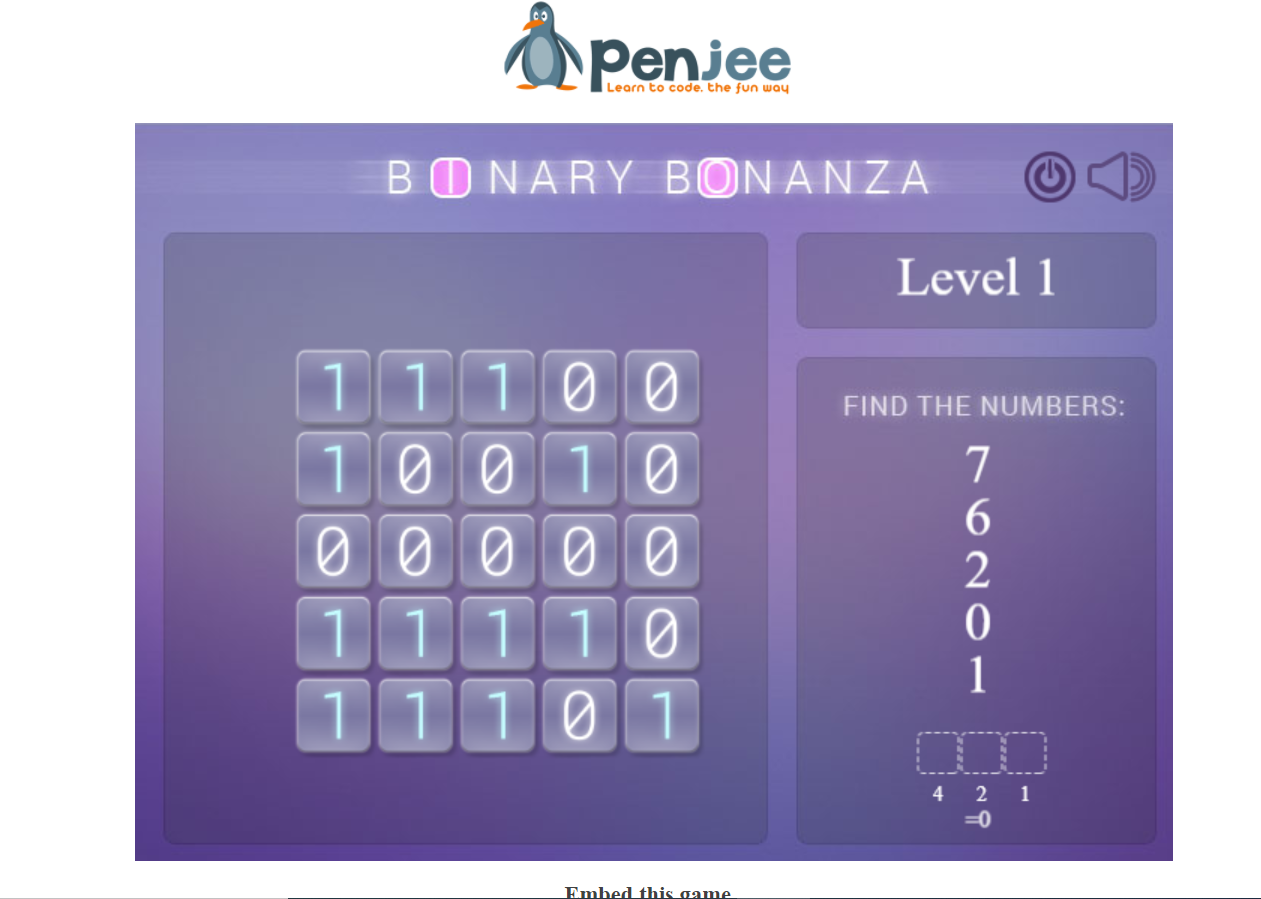 penjee
Learn to code, the fun way
BINARY BONANZA
Level 1
1 1 1 0 0
1 0 0 1 0
0 0 0 0 0
1 1 1 1 0
1 1 1 0 1
FIND THE NUMBERS:
7
6
2
0
1
4 2 1
=0
Embed this game